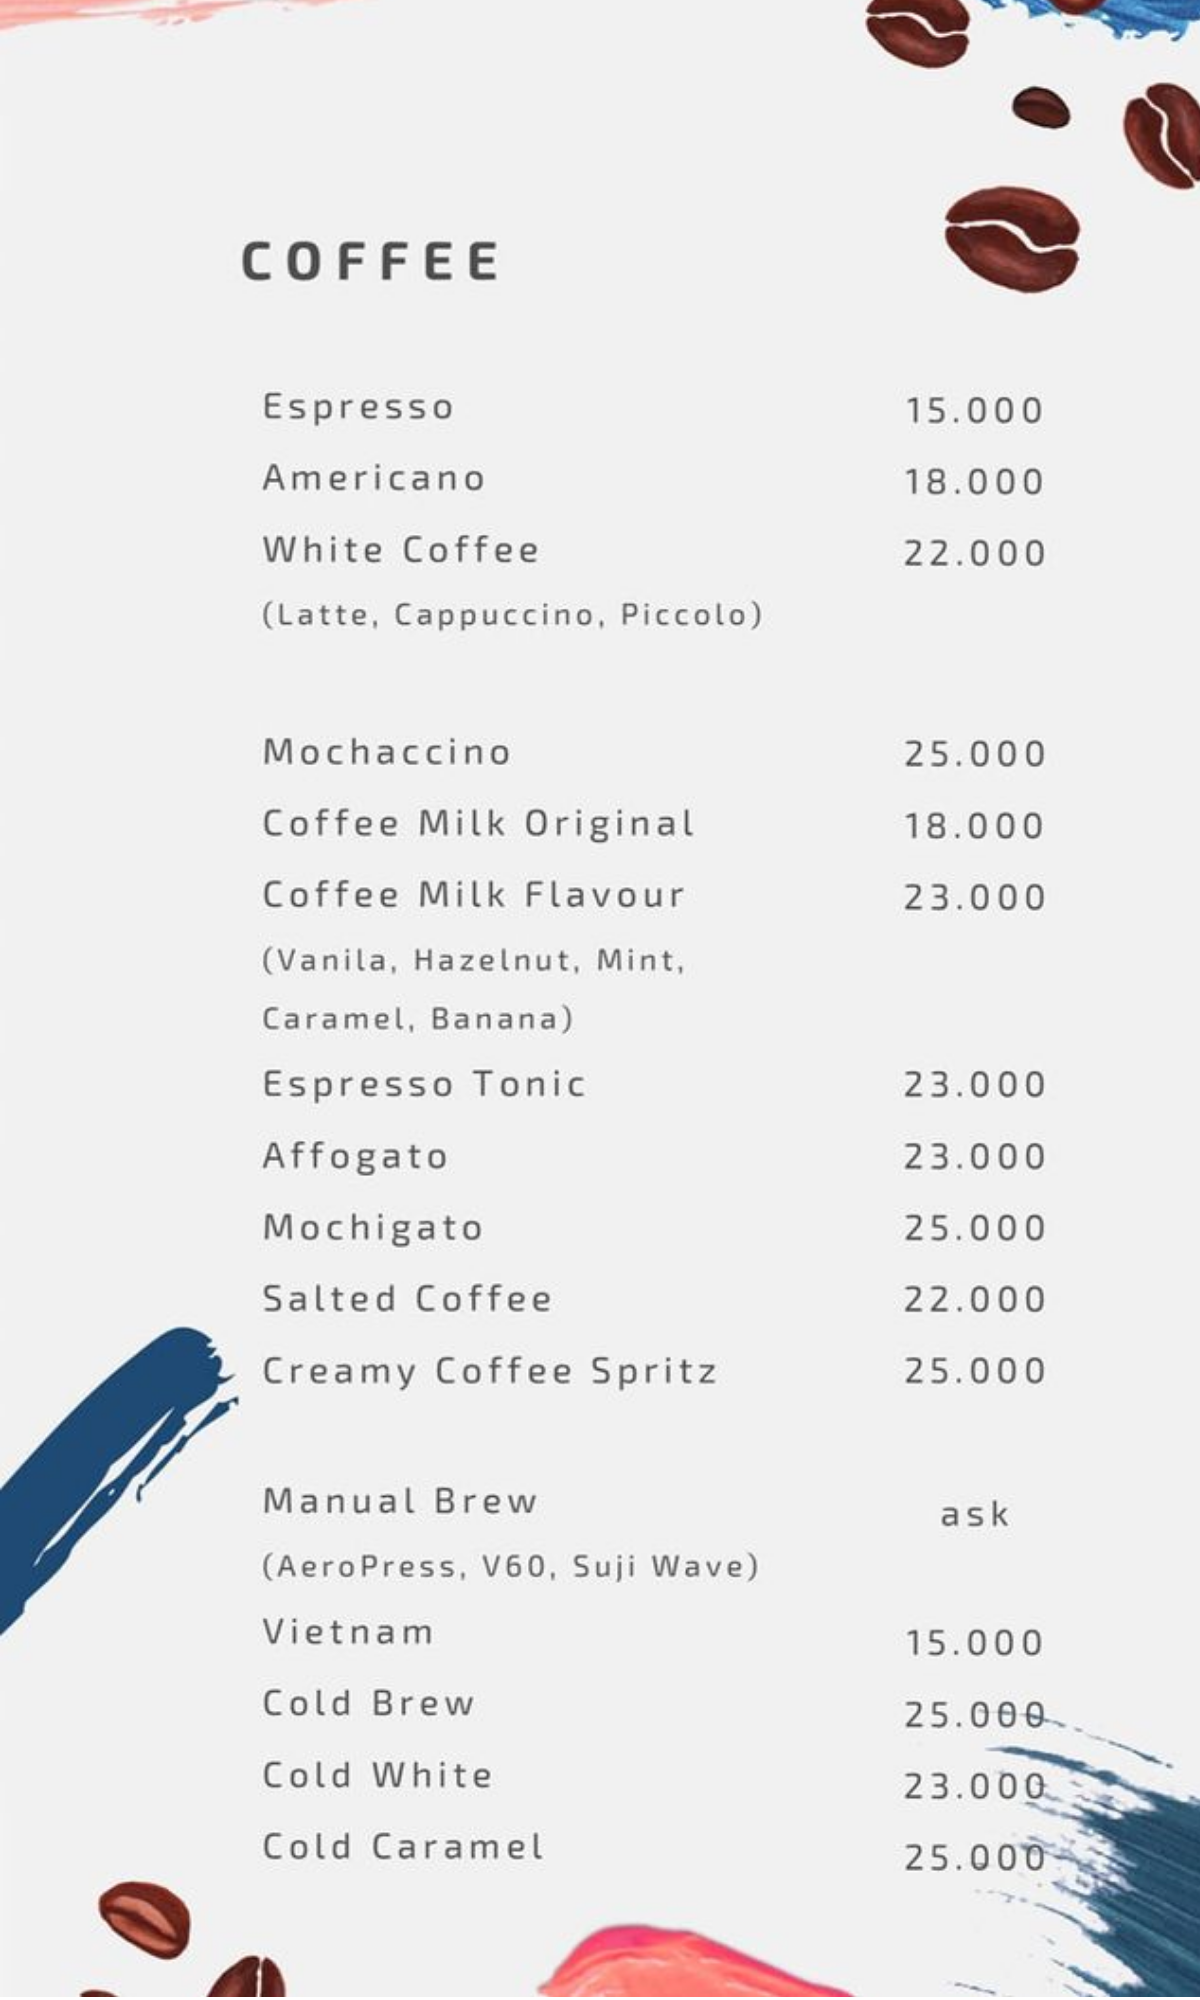 COFFEE
Espresso 15.000
Americano 18.000
White Coffee 22.000
(Latte, Cappuccino, Piccolo)
Mochaccino 25.000
Coffee Milk Original 18.000
Coffee Milk Flavour 23.000
(Vanila, Hazelnut, Mint,
Caramel, Banana)
Espresso Tonic 23.000
Affogato 23.000
Mochigato 25.000
Salted Coffee 22.000
Creamy Coffee Spritz 25.000
Manual Brew ask
(AeroPress, V60, Suji Wave)
Vietnam 15.000
Cold Brew 25.000
Cold White 23.000
Cold Caramel 25.000